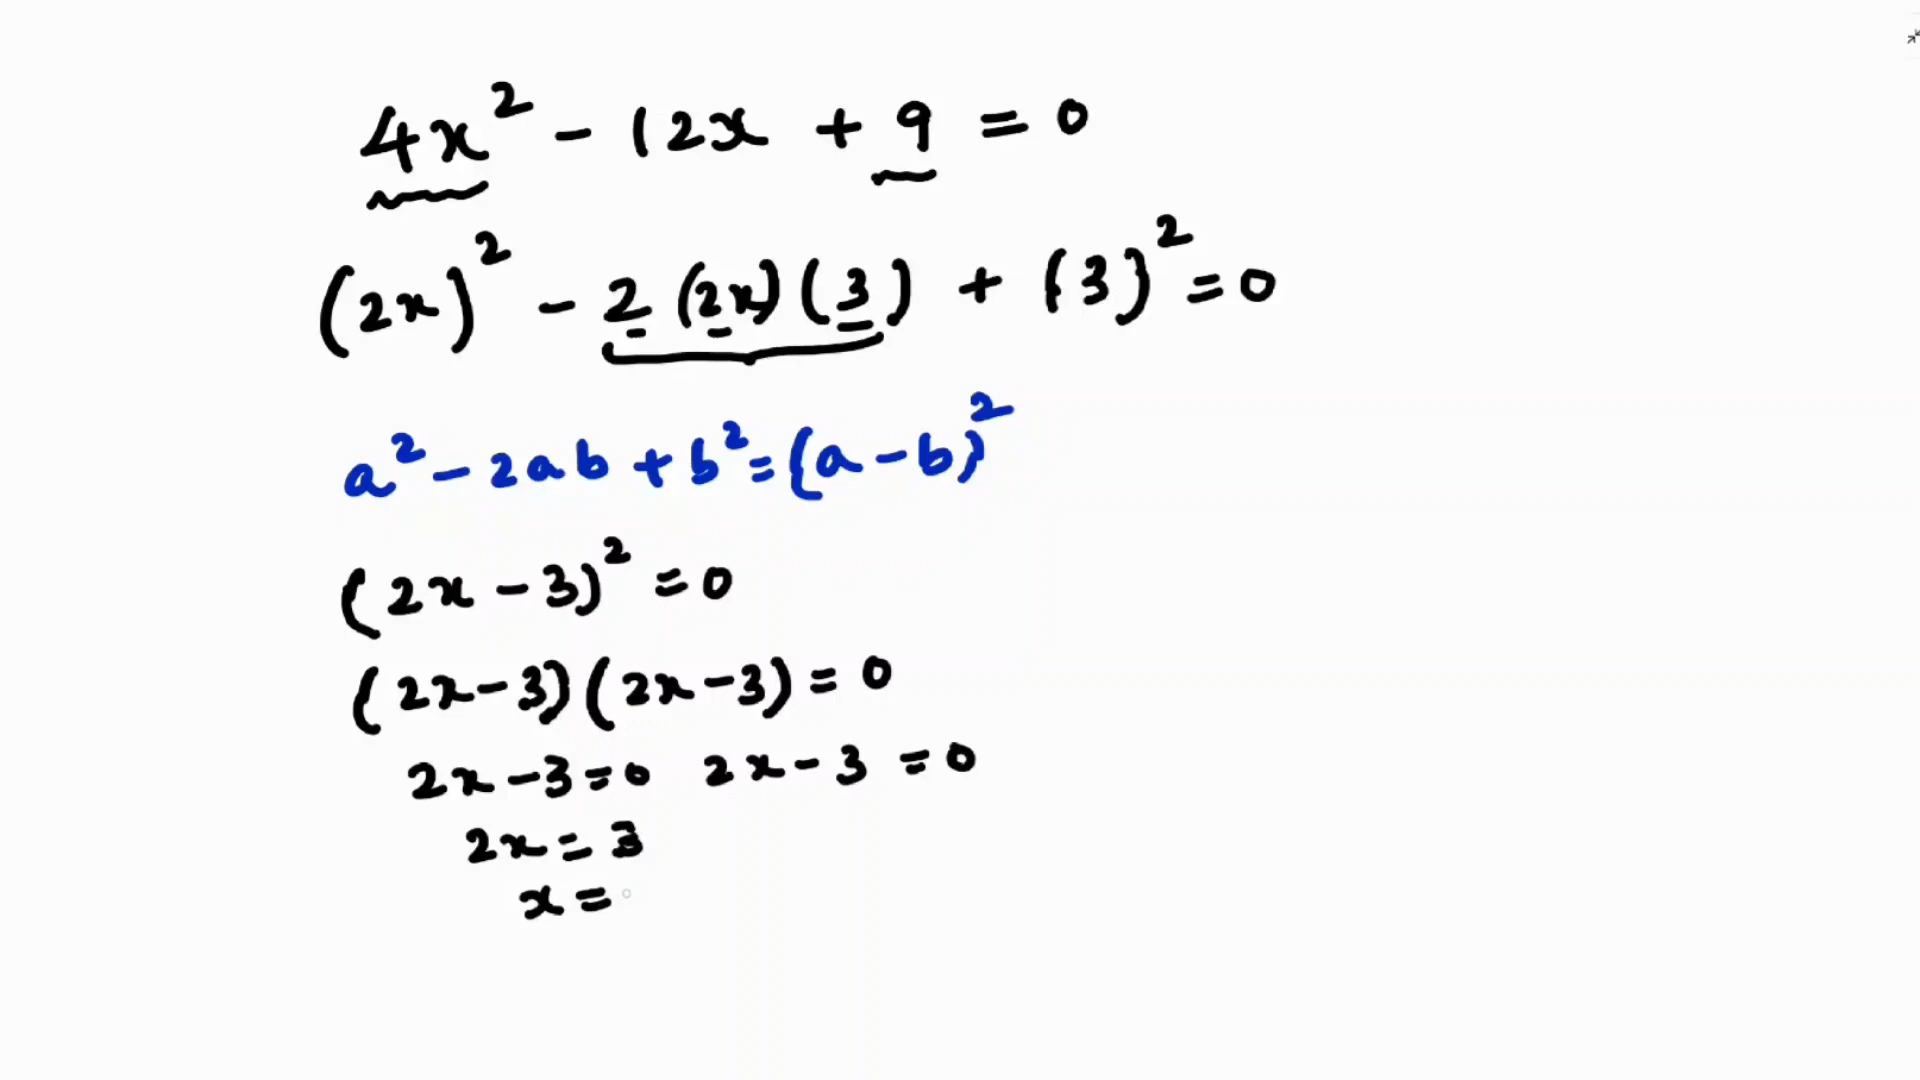 4x² - 12x + 9 = 0
(2x)² - 2 (2x) (3) + (3)² = 0
a² - 2ab + b² = (a - b)²
(2x - 3)² = 0
(2x - 3) (2x - 3) = 0
2x - 3 = 0 2x - 3 = 0
2x = 3
x =